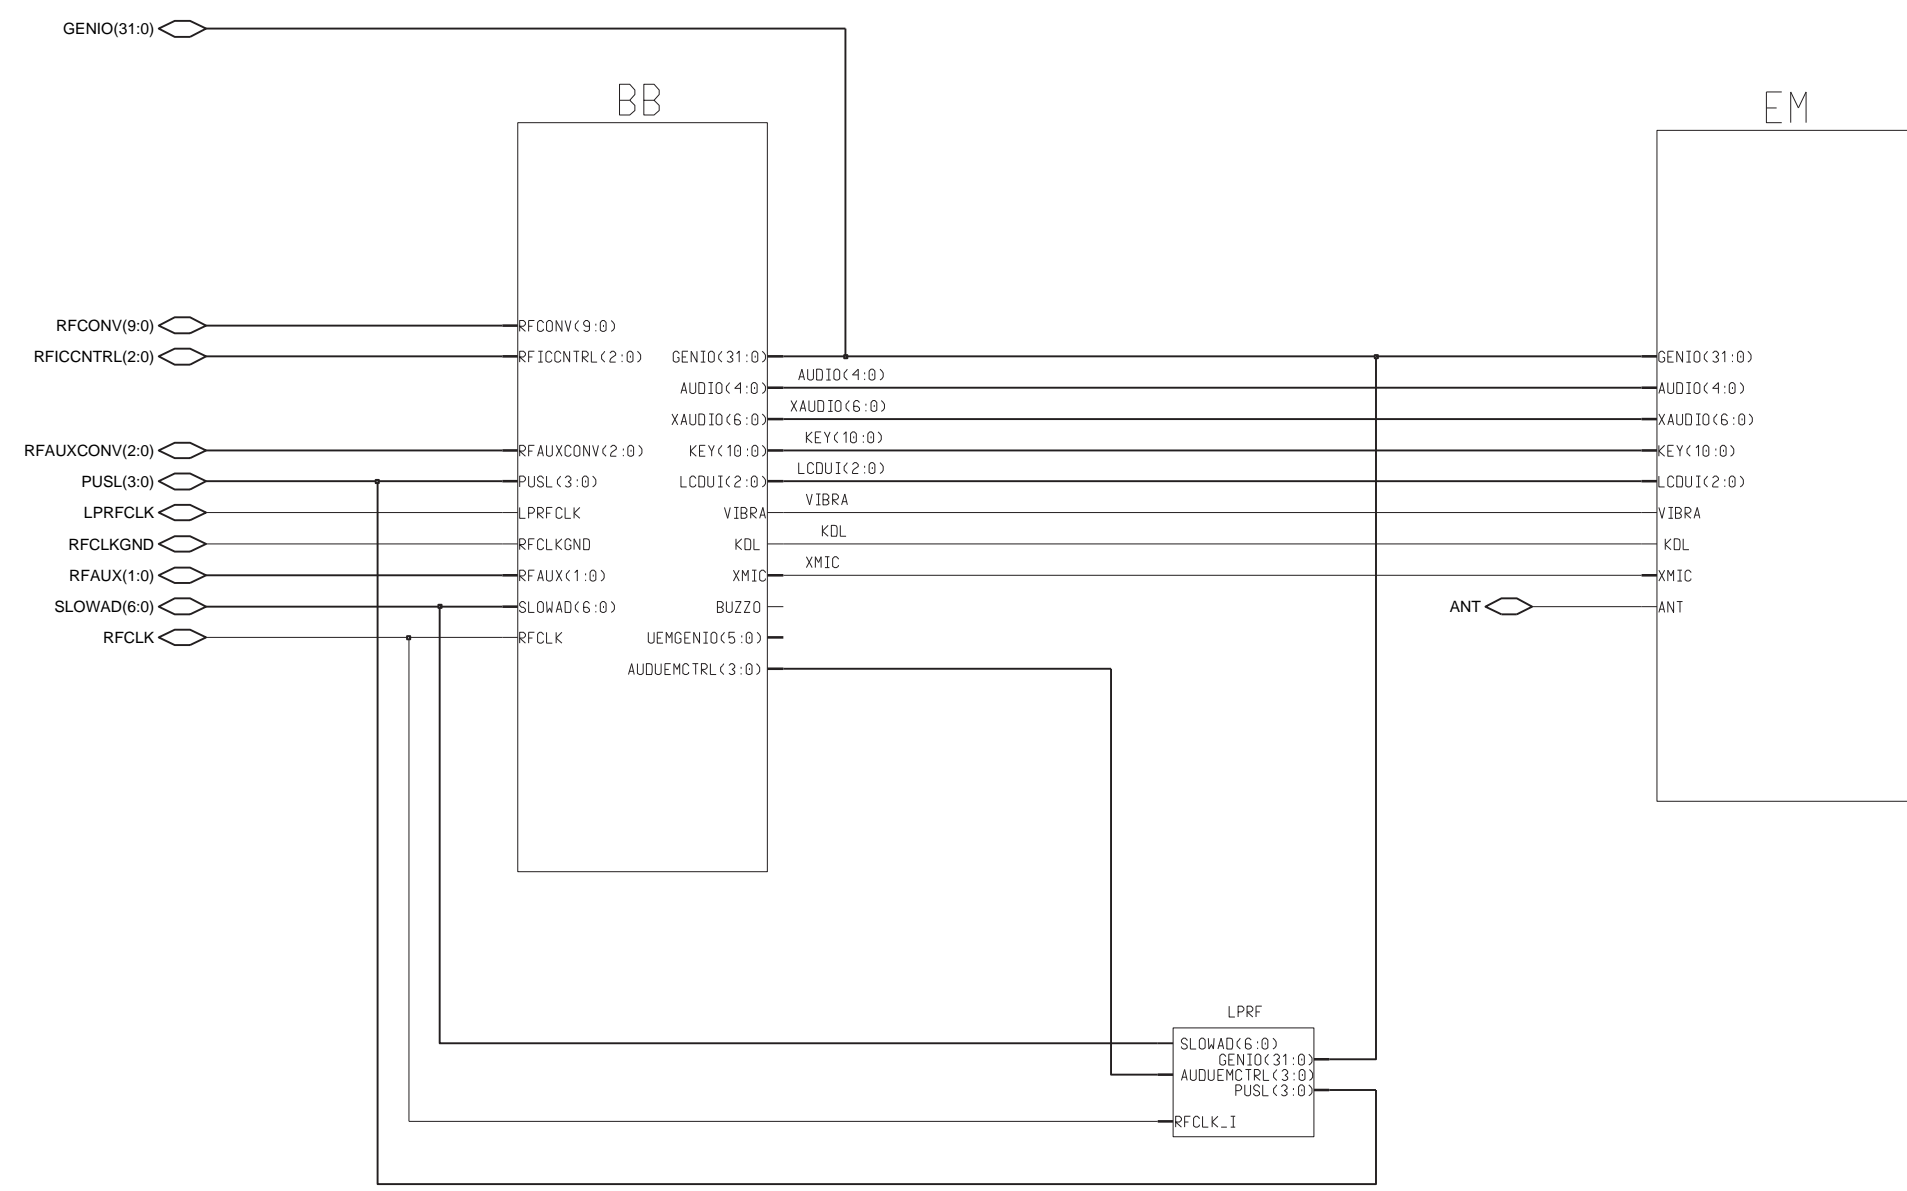 GENIO(31:0)
BB
EM
RFCONV(9:0)
RFICCNTRL(2:0)
RFAUXCONV(2:0)
PUSL(3:0)
LPRFCLK
RFCLKGND
RFAUX(1:0)
SLOWAD(6:0)
RFCLK
RFCONV(9:0)
RFICCNTRL(2:0)
RFAUXCONV(2:0)
PUSL(3:0)
LPRFCLK
RFCLKGND
RFAUX(1:0)
SLOWAD(6:0)
RFCLK
GENIO(31:0)
AUDIO(4:0)
XAUDIO(6:0)
KEY(10:0)
LCDUI(2:0)
VIBRA
KDL
XMIC
BUZZO
UEMGENIO(5:0)
AUDUEMCTRL(3:0)
AUDIO(4:0)
XAUDIO(6:0)
KEY(10:0)
LCDUI(2:0)
VIBRA
KDL
XMIC
GENIO(31:0)
AUDIO(4:0)
XAUDIO(6:0)
KEY(10:0)
LCDUI(2:0)
VIBRA
KDL
XMIC
ANT
ANT
LPRF
SLOWAD(6:0)
GENIO(31:0)
AUDUEMCTRL(3:0)
PUSL(3:0)
RFCLK_I